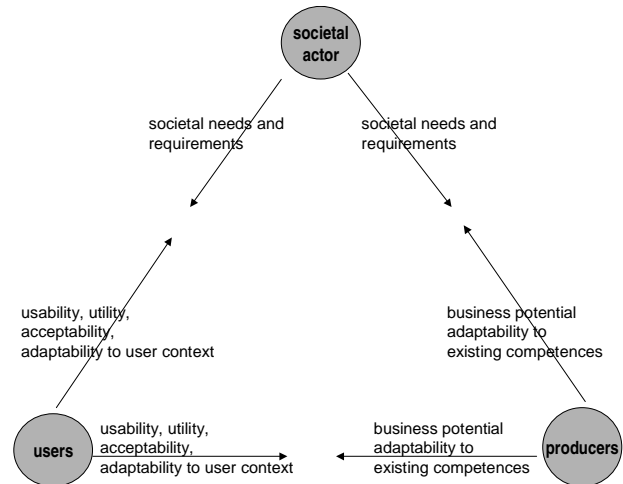 societal
actor
societal needs and
requirements
societal needs and
requirements
usability, utility,
acceptability,
adaptability to user context
business potential
adaptability to
existing competences
users
usability, utility,
acceptability,
adaptability to user context
business potential
adaptability to
existing competences
producers